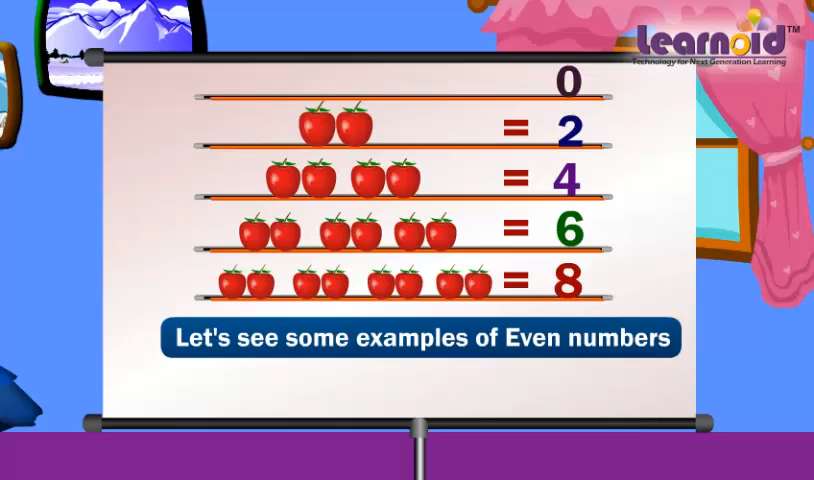 Learnoid™
Technology for Next Generation Learning
0
= 2
= 4
= 6
= 8
Let's see some examples of Even numbers